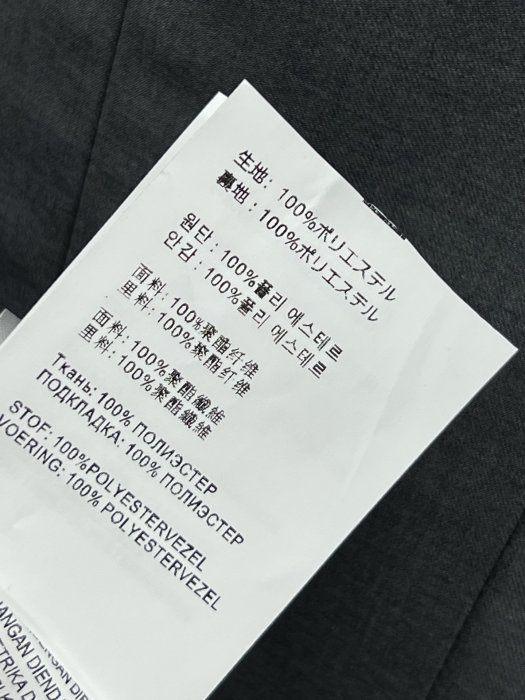 生地: 100%ポリエステル
裏地: 100%ポリエステル
원단: 100%폴리 에스테르
안감: 100%폴리 에스테르
面料: 100%聚酯纤维
里料: 100%聚酯纤维
面料: 100%聚酯纖維
里料: 100%聚酯纖維
Ткань: 100% ПОЛИЭСТЕР
ПОДКЛАДКА: 100% ПОЛИЭСТЕР
STOF: 100%POLYESTERVEZEL
VOERING: 100% POLYESTERVEZEL
DIEND